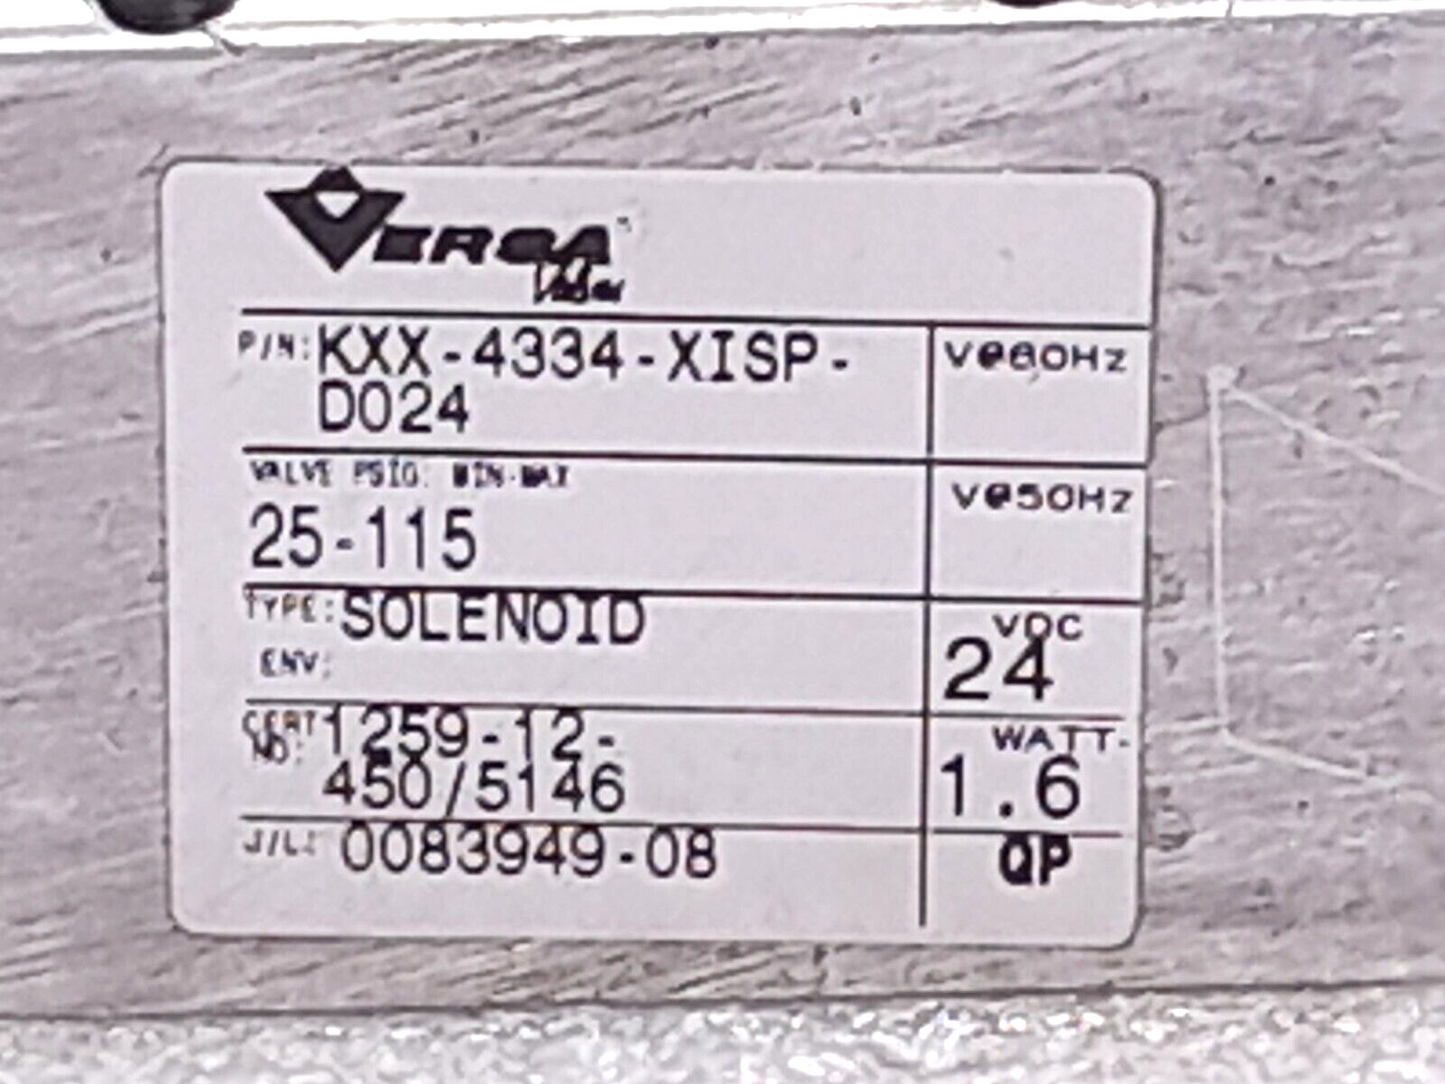 VERSA
Valves
P/N: KXX-4334-XISP-
D024
V@60Hz
VALVE PSIG: MIN-MAX
25-115
V@50Hz
TYPE: SOLENOID
ENV:
VDC
24
CERT NO: 1259-12-
450/5146
WATT-
1.6
J/L: 0083949-08
QP